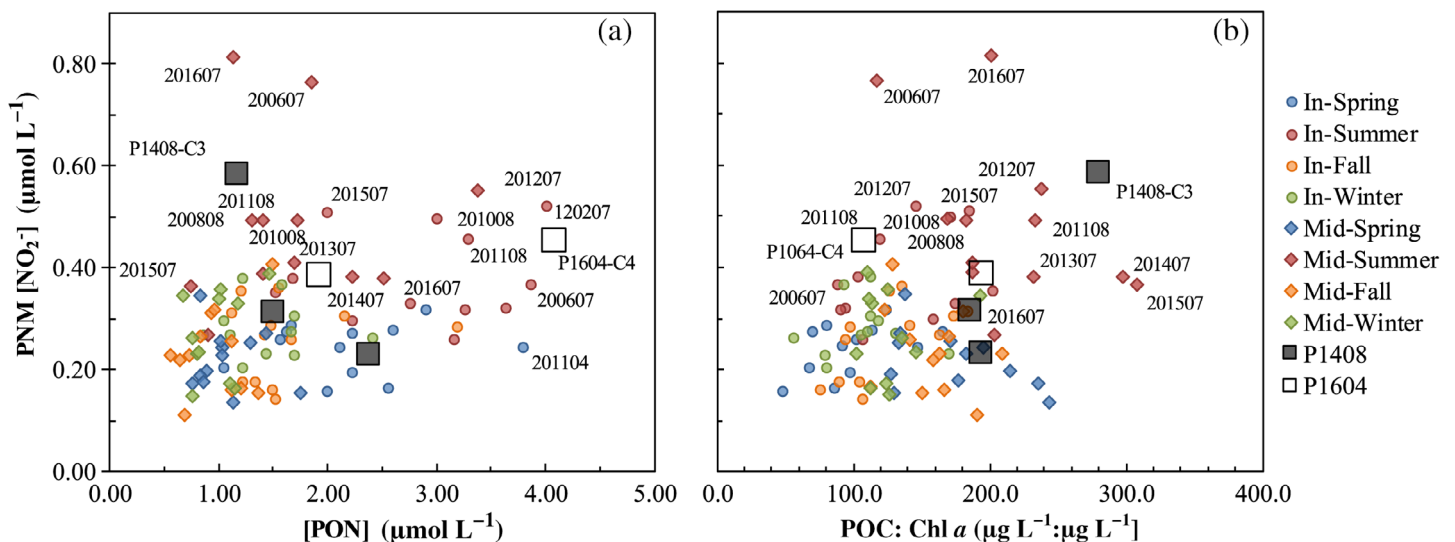 (a)
(b)
PNM [NO₂⁻] (µmol L⁻¹)
0.80
0.60
0.40
0.20
0.00
201607
200607
P1408-C3
201108
201507
201207
200808
201008
120207
201008
201307
201108
P1604-C4
201507
201407
201607
200607
201104
0.00 1.00 2.00 3.00 4.00 5.00
[PON] (µmol L⁻¹)
201607
200607
201207
P1408-C3
201207
201507
201108
201008
201108
P1064-C4
200808
201307
201407
200607
201507
201607
0.0 100.0 200.0 300.0 400.0
POC: Chl a (µg L⁻¹:µg L⁻¹]
In-Spring
In-Summer
In-Fall
In-Winter
Mid-Spring
Mid-Summer
Mid-Fall
Mid-Winter
P1408
P1604